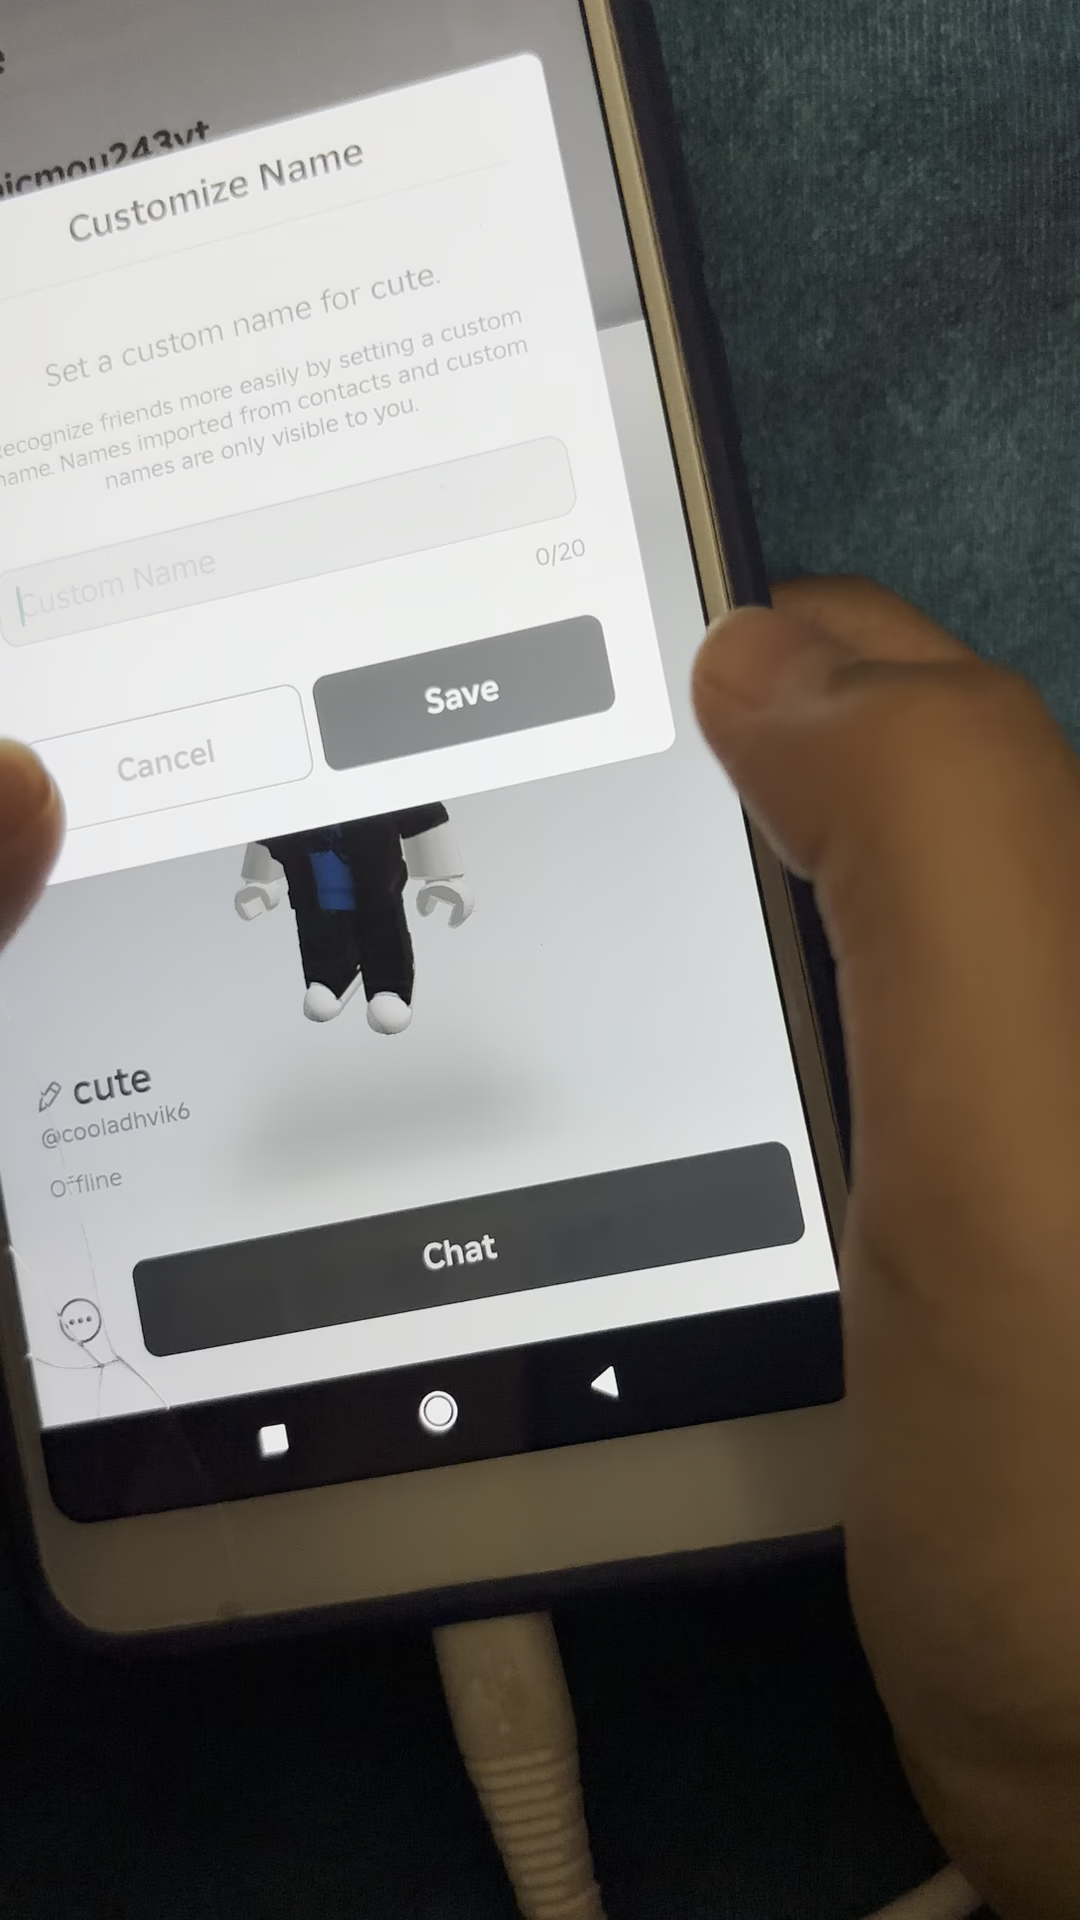 Customize Name
Set a custom name for cute.
Recognize friends more easily by setting a custom
name. Names imported from contacts and custom
names are only visible to you.
Custom Name
0/20
Cancel
Save
cute
@cooladhvik6
Offline
Chat